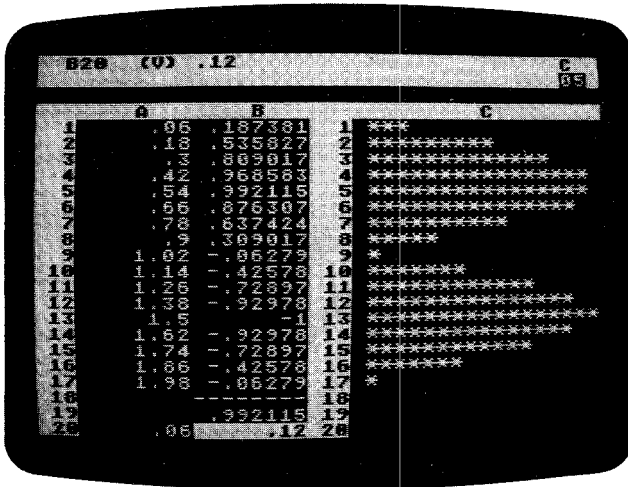 B20 (V) .12
C
05
A B C
1 .06 .187381 1 ***
2 .18 .535827 2 **********
3 .3 .809017 3 ****************
4 .42 .968583 4 *******************
5 .54 .992115 5 *******************
6 .66 .876307 6 ******************
7 .78 .637424 7 ************
8 .9 .309017 8 ******
9 1.02 -.06279 9 *
10 1.14 -.42578 10 ********
11 1.26 -.72897 11 **************
12 1.38 -.92978 12 ******************
13 1.5 -1 13 ********************
14 1.62 -.92978 14 ******************
15 1.74 -.72897 15 **************
16 1.86 -.42578 16 ********
17 1.98 -.06279 17 *
18 -------- 18
19 .992115 19
20 .06 .12 20